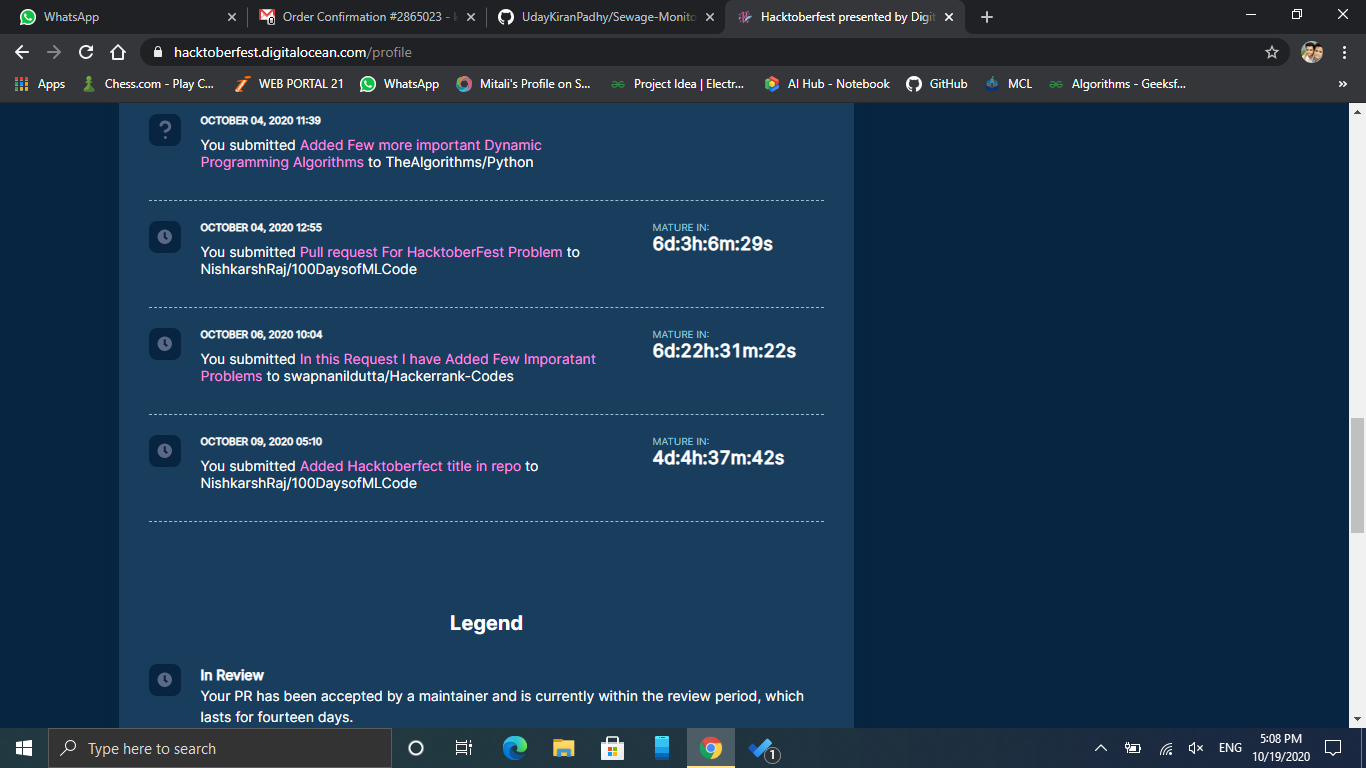 WhatsApp
Order Confirmation #2865023 -
UdayKiranPadhy/Sewage-Monito
Hacktoberfest presented by Digit
hacktoberfest.digitalocean.com/profile
Apps
Chess.com - Play C...
WEB PORTAL 21
WhatsApp
Mitali's Profile on S...
Project Idea | Electr...
AI Hub - Notebook
GitHub
MCL
Algorithms - Geeksf...
»
OCTOBER 04, 2020 11:39
You submitted Added Few more important Dynamic
Programming Algorithms to TheAlgorithms/Python
OCTOBER 04, 2020 12:55
You submitted Pull request For HacktoberFest Problem to
NishkarshRaj/100DaysofMLCode
MATURE IN:
6d:3h:6m:29s
OCTOBER 06, 2020 10:04
You submitted In this Request I have Added Few Imporatant
Problems to swapnanildutta/Hackerrank-Codes
MATURE IN:
6d:22h:31m:22s
OCTOBER 09, 2020 05:10
You submitted Added Hacktoberfect title in repo to
NishkarshRaj/100DaysofMLCode
MATURE IN:
4d:4h:37m:42s
Legend
In Review
Your PR has been accepted by a maintainer and is currently within the review period, which
lasts for fourteen days.
Type here to search
1
ENG
5:08 PM
10/19/2020